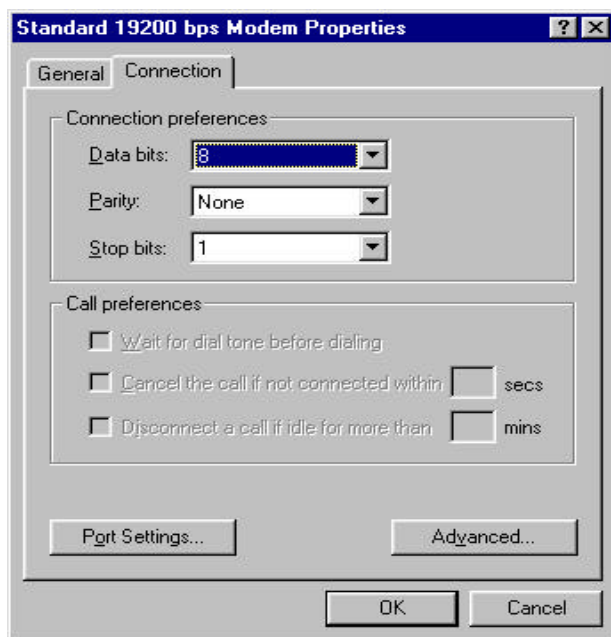 Standard 19200 bps Modem Properties
General Connection
Connection preferences
Data bits: 8
Parity: None
Stop bits: 1
Call preferences
Wait for dial tone before dialing
Cancel the call if not connected within secs
Disconnect a call if idle for more than mins
Port Settings... Advanced...
OK Cancel